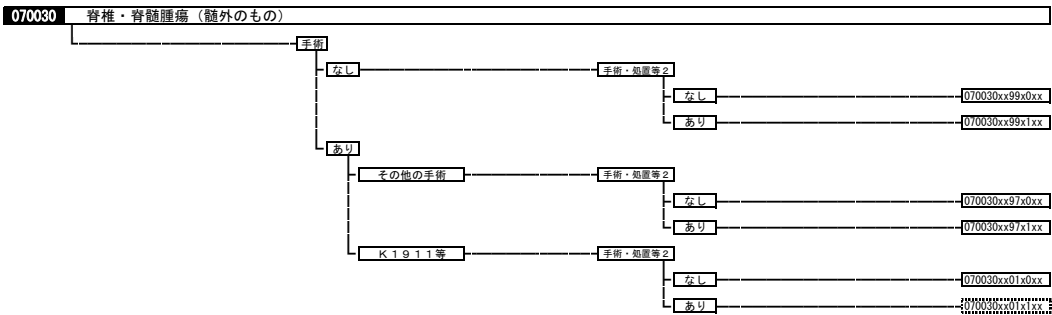 070030 脊椎・脊髄腫瘍（髄外のもの）
手術
なし 手術・処置等２
なし 070030xx99x0xx
あり 070030xx99x1xx
あり
その他の手術 手術・処置等２
なし 070030xx97x0xx
あり 070030xx97x1xx
Ｋ１９１１等 手術・処置等２
なし 070030xx01x0xx
あり 070030xx01x1xx